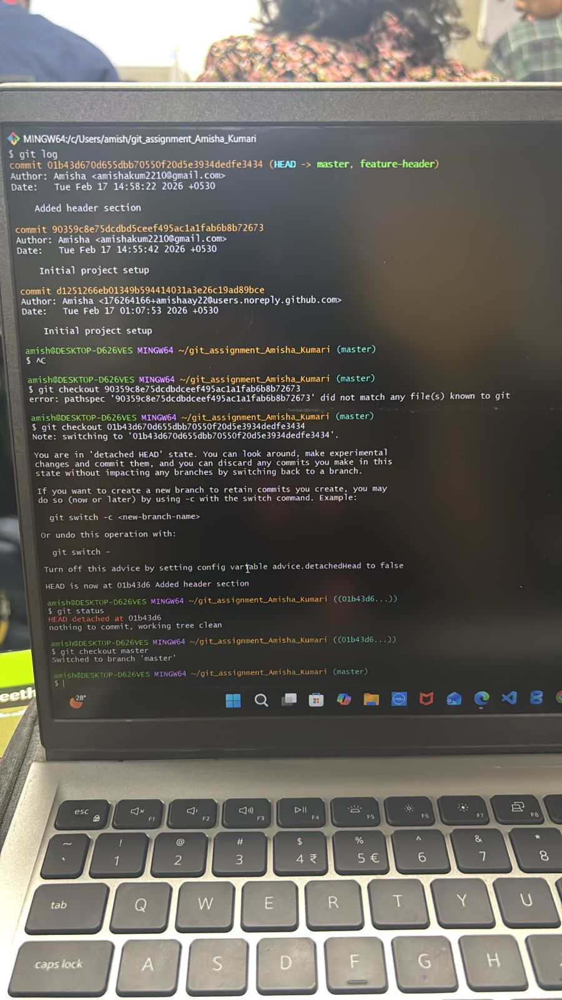 MINGW64:/c/Users/amish/git_assignment_Amisha_Kumari
$ git log
commit 01b43d670d655dbb70550f20d5e3934dedfe3434 (HEAD -> master, feature-header)
Author: Amisha <amishakum2210@gmail.com>
Date:   Tue Feb 17 14:58:22 2026 +0530
Added header section
commit 90359c8e75dcdbd5ceef495ac1a1fab6b8b72673
Author: Amisha <amishakum2210@gmail.com>
Date:   Tue Feb 17 14:55:42 2026 +0530
Initial project setup
commit d1251266eb01349b594414031a3e26c19ad89bce
Author: Amisha <176264166+amishaay22@users.noreply.github.com>
Date:   Tue Feb 17 01:07:53 2026 +0530
Initial project setup
amish@DESKTOP-D626VES MINGW64 ~/git_assignment_Amisha_Kumari (master)
$ ^C
amish@DESKTOP-D626VES MINGW64 ~/git_assignment_Amisha_Kumari (master)
$ git checkout 90359c8e75dcdbdceef495ac1a1fab6b8b72673
error: pathspec '90359c8e75dcdbdceef495ac1a1fab6b8b72673' did not match any file(s) known to git
amish@DESKTOP-D626VES MINGW64 ~/git_assignment_Amisha_Kumari (master)
$ git checkout 01b43d670d655dbb70550f20d5e3934dedfe3434
Note: switching to '01b43d670d655dbb70550f20d5e3934dedfe3434'.
You are in 'detached HEAD' state. You can look around, make experimental
changes and commit them, and you can discard any commits you make in this
state without impacting any branches by switching back to a branch.
If you want to create a new branch to retain commits you create, you may
do so (now or later) by using -c with the switch command. Example:
git switch -c <new-branch-name>
Or undo this operation with:
git switch -
Turn off this advice by setting config variable advice.detachedHead to false
HEAD is now at 01b43d6 Added header section
amish@DESKTOP-D626VES MINGW64 ~/git_assignment_Amisha_Kumari ((01b43d6...))
$ git status
HEAD detached at 01b43d6
nothing to commit, working tree clean
amish@DESKTOP-D626VES MINGW64 ~/git_assignment_Amisha_Kumari ((01b43d6...))
$ git checkout master
Switched to branch 'master'
amish@DESKTOP-D626VES MINGW64 ~/git_assignment_Amisha_Kumari (master)
$
eeth
28°
DELL
esc F1 F2 F3 F4 F5 F6 F7 F8
~ ! @ # $ % ^ & *
` 1 2 3 4 ₹ 5 € 6 7 8
tab Q W E R T Y U
caps lock A S D F G H